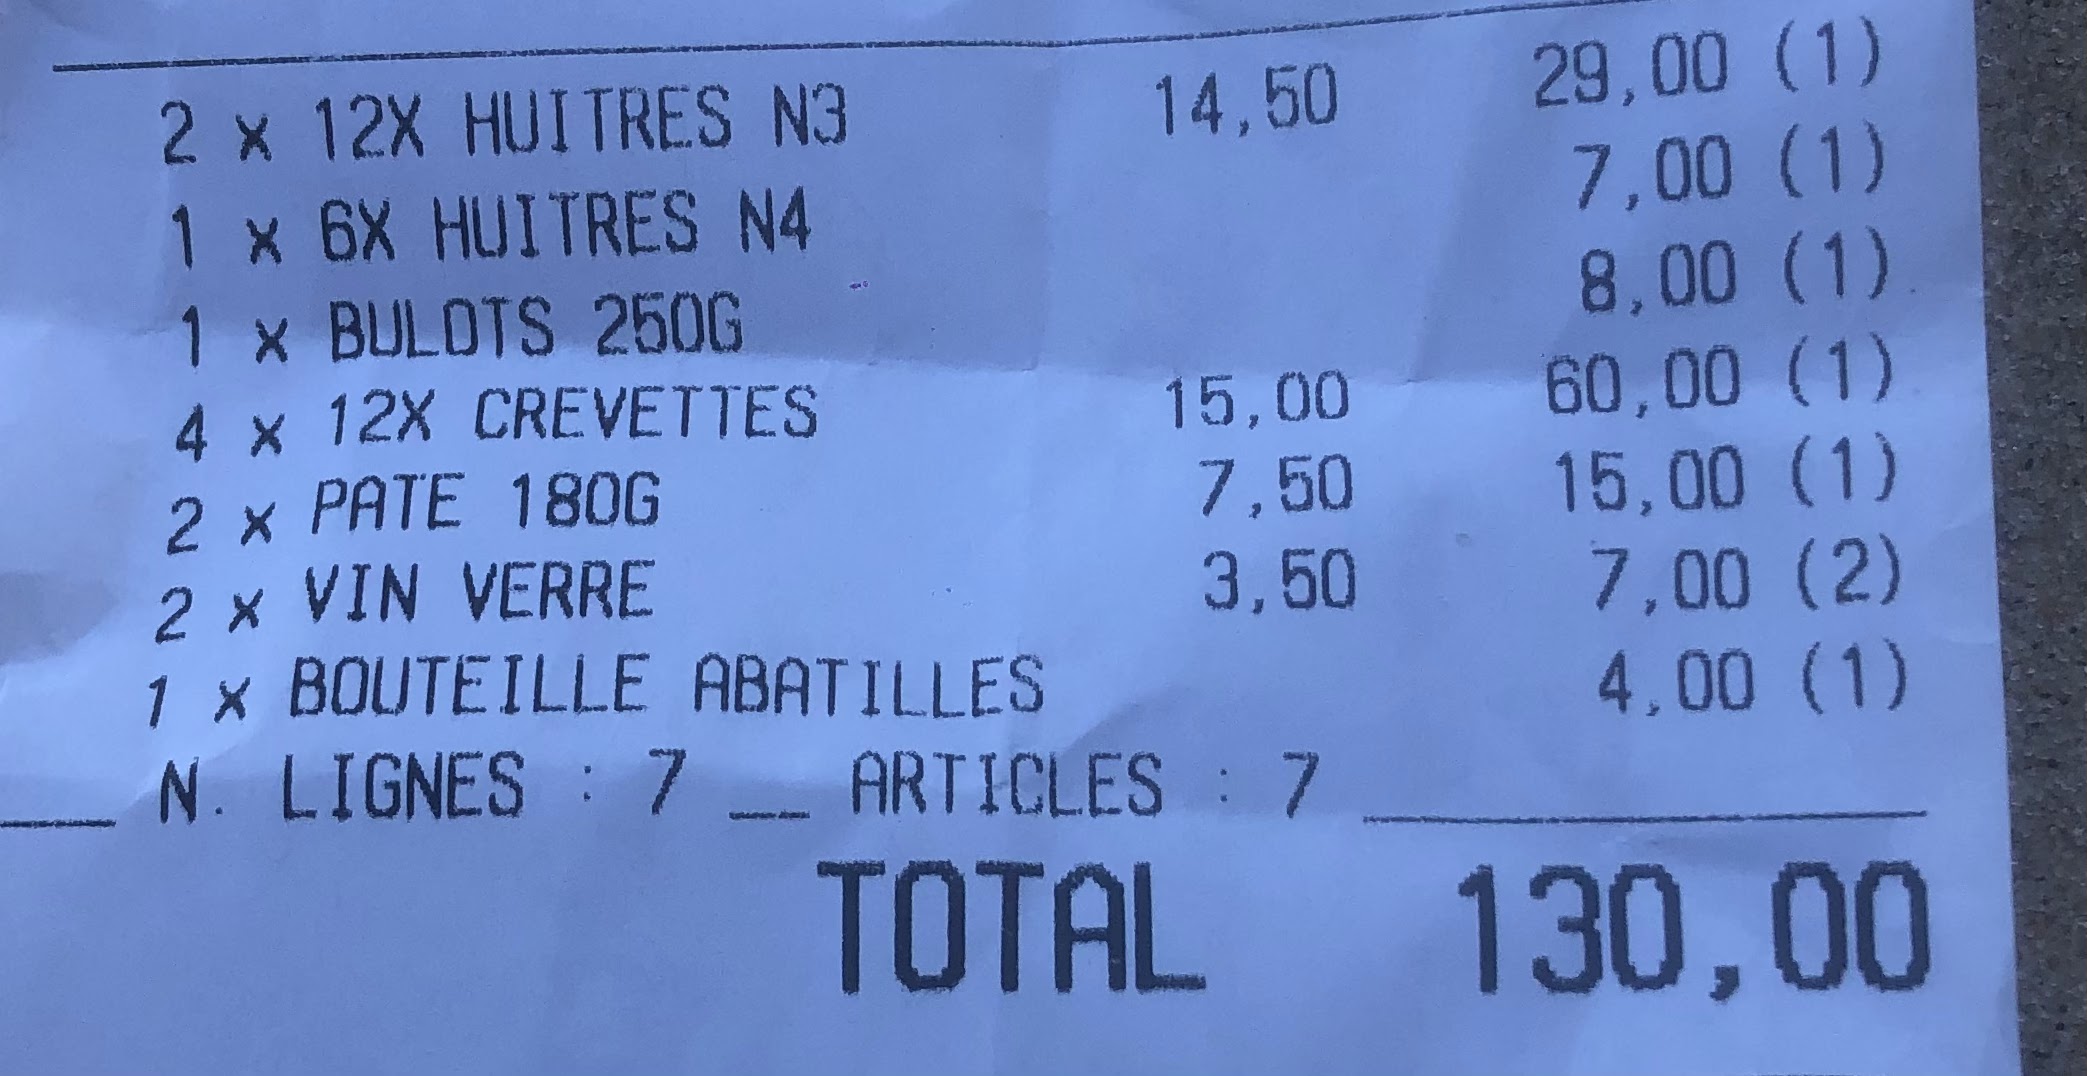 2 x 12X HUITRES N3 14,50 29,00 (1)
1 x 6X HUITRES N4 7,00 (1)
1 x BULOTS 250G 8,00 (1)
4 x 12X CREVETTES 15,00 60,00 (1)
2 x PATE 180G 7,50 15,00 (1)
2 x VIN VERRE 3,50 7,00 (2)
1 x BOUTEILLE ABATILLES 4,00 (1)
N. LIGNES : 7 __ ARTICLES : 7
TOTAL 130,00